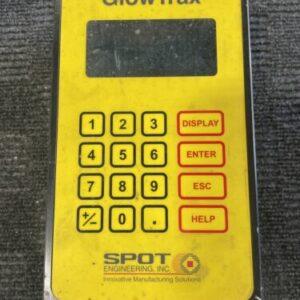 GlowTrax
1 2 3 DISPLAY
4 5 6 ENTER
7 8 9 ESC
+/- 0 . HELP
SPOT
ENGINEERING, INC.
Innovative Manufacturing Solutions